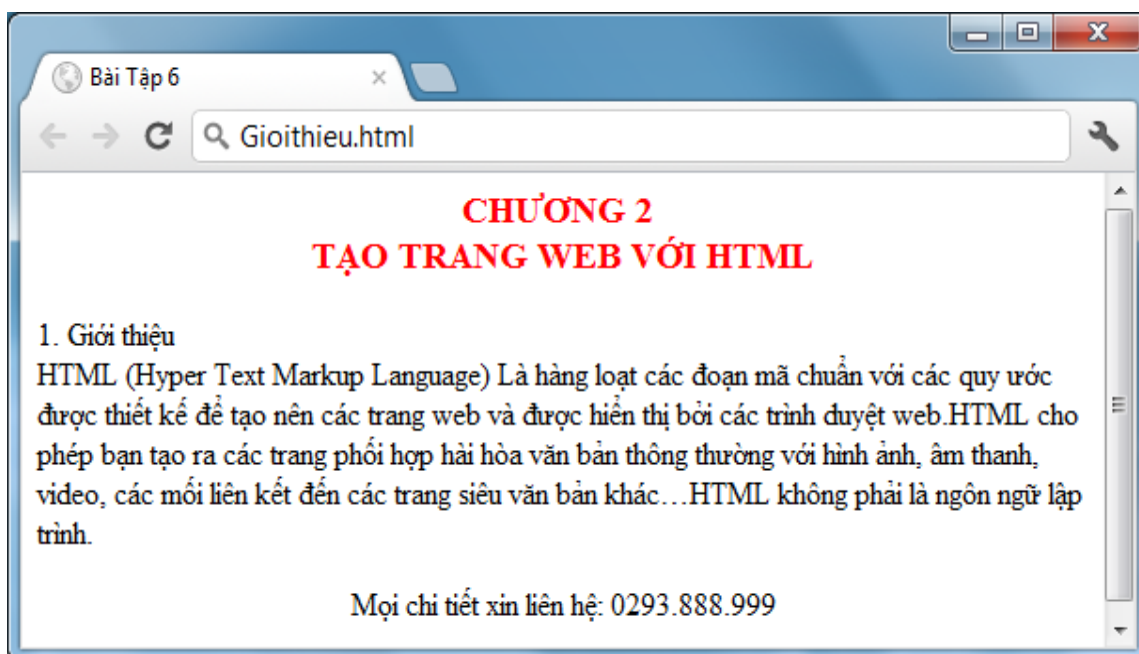 Bài Tập 6
Gioithieu.html
CHƯƠNG 2
TẠO TRANG WEB VỚI HTML
1. Giới thiệu
HTML (Hyper Text Markup Language) Là hàng loạt các đoạn mã chuẩn với các quy ước
được thiết kế để tạo nên các trang web và được hiển thị bởi các trình duyệt web.HTML cho
phép bạn tạo ra các trang phối hợp hài hòa văn bản thông thường với hình ảnh, âm thanh,
video, các mối liên kết đến các trang siêu văn bản khác…HTML không phải là ngôn ngữ lập
trình.
Mọi chi tiết xin liên hệ: 0293.888.999